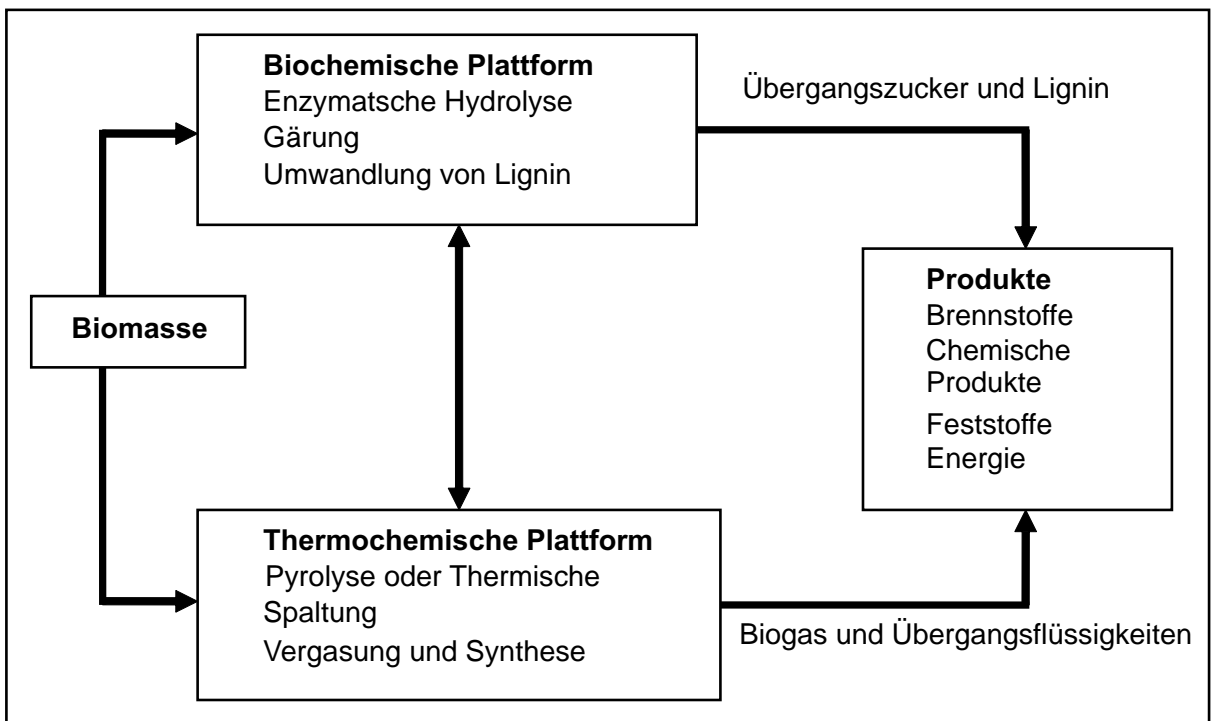 Biochemische Plattform
Enzymatsche Hydrolyse
Gärung
Umwandlung von Lignin
Übergangszucker und Lignin
Biomasse
Produkte
Brennstoffe
Chemische
Produkte
Feststoffe
Energie
Thermochemische Plattform
Pyrolyse oder Thermische
Spaltung
Vergasung und Synthese
Biogas und Übergangsflüssigkeiten